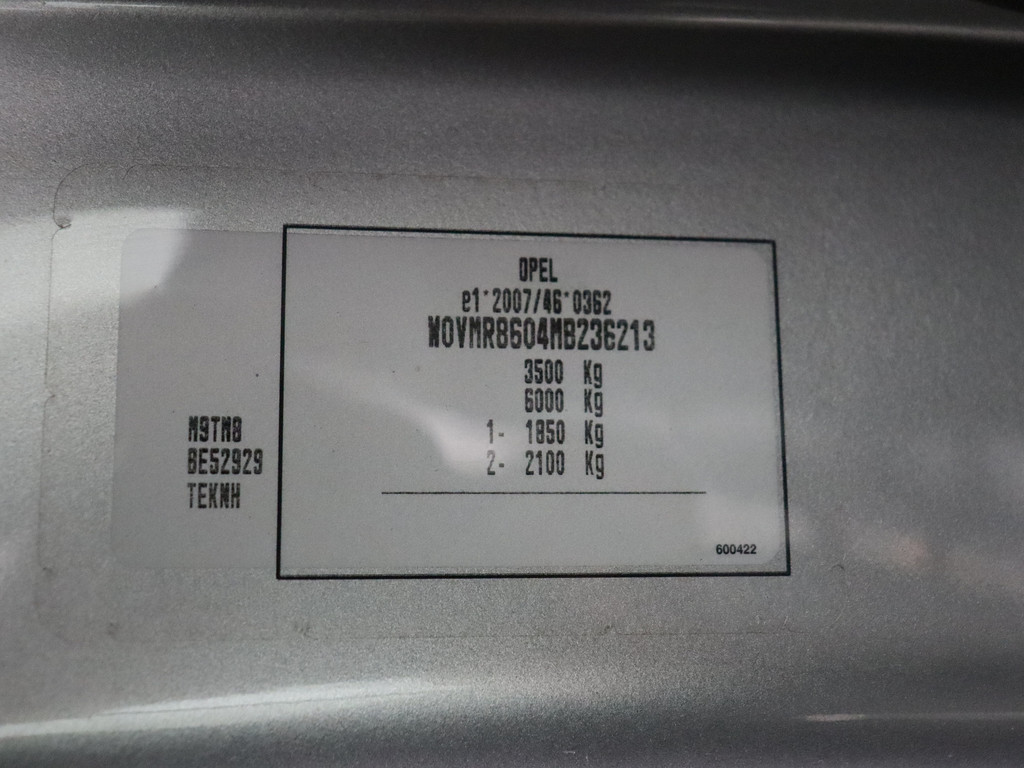 OPEL
e1*2007/46*0362
W0VMR8604MB236213
3500 Kg
6000 Kg
1- 1850 Kg
2- 2100 Kg
M9TM8
BE52929
TEKNH
600422